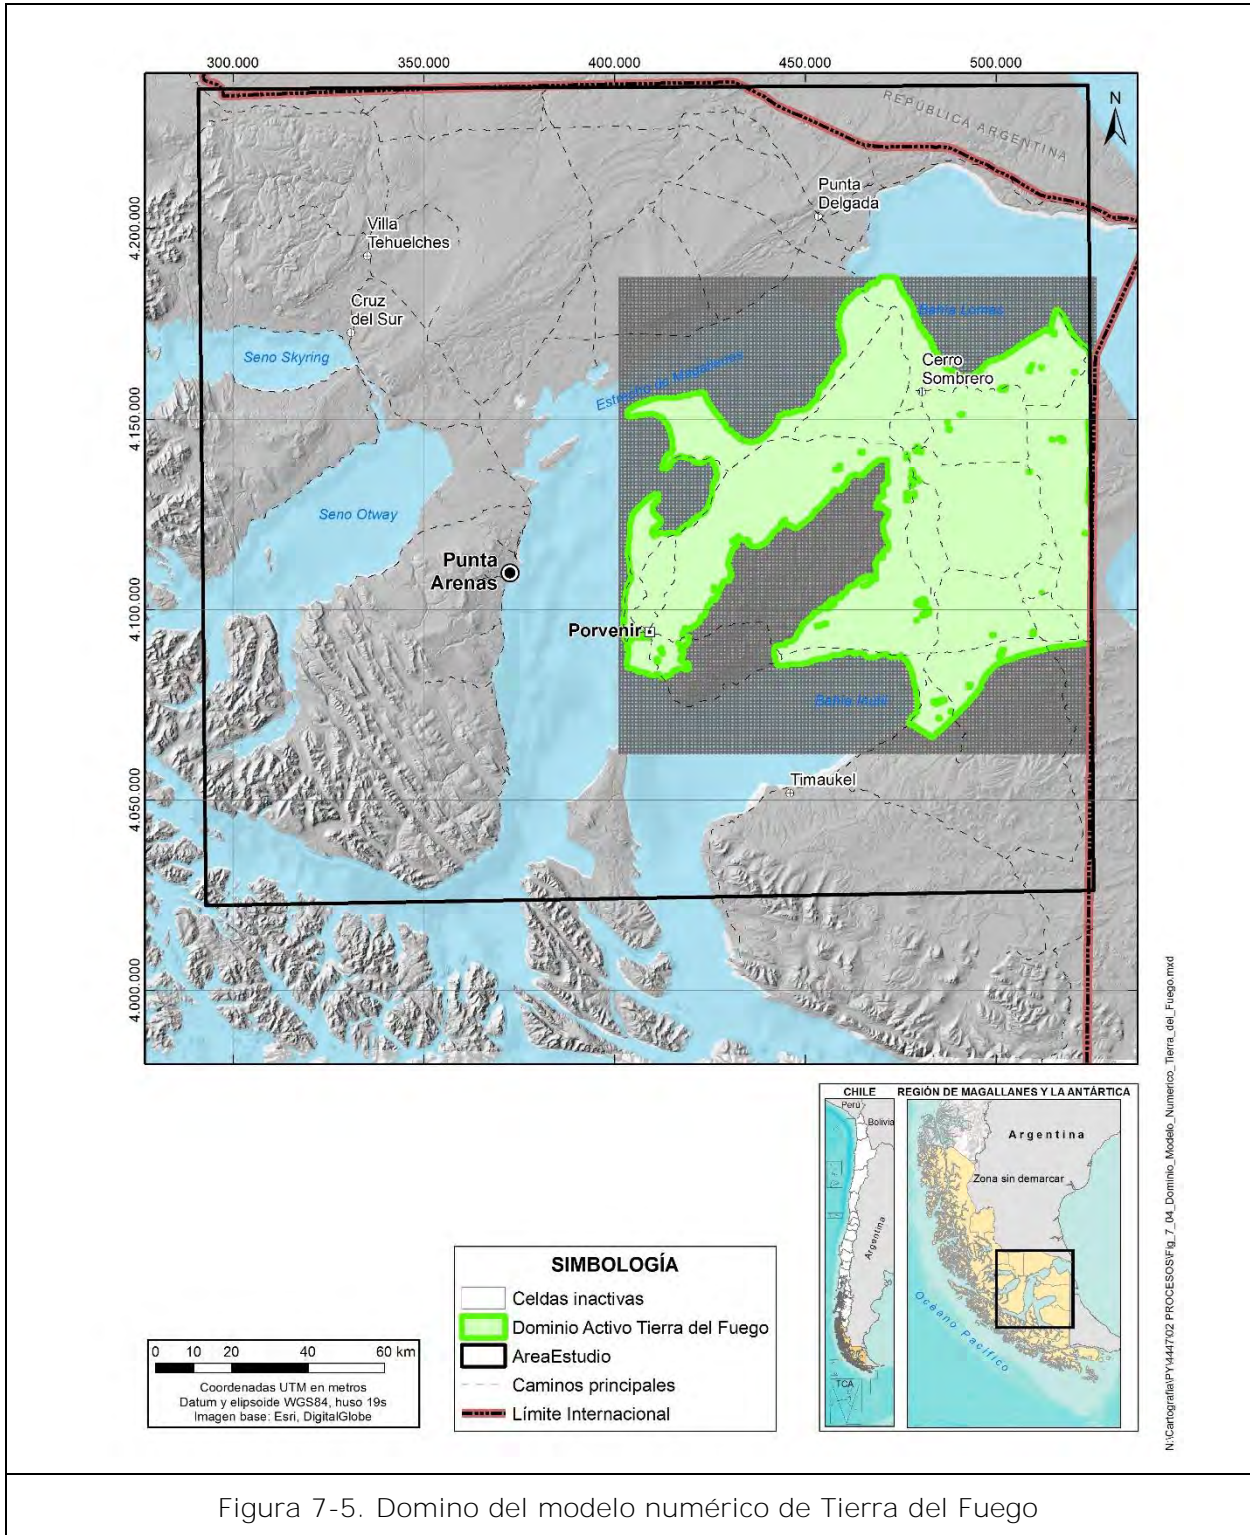 300.000
350.000
400.000
450.000
500.000
N
REPÚBLICA ARGENTINA
Punta
Delgada
4.200.000
Villa
Tehuelches
Cruz
del Sur
Bahía Lomas
Seno Skyring
Cerro
Sombrero
Estrecho de Magallanes
4.150.000
Seno Otway
Punta
Arenas
4.100.000
Porvenir
Bahía Inutil
Timaukel
4.050.000
4.000.000
N:\Cartografia\PY\4447\02 PROCESOS\Fig_7_04_Dominio_Modelo_Numerico_Tierra_del_Fuego.mxd
CHILE
REGIÓN DE MAGALLANES Y LA ANTÁRTICA
Perú
Bolivia
Argentina
TCA
Argentina
Zona sin demarcar
Océano Pacífico
SIMBOLOGÍA
Celdas inactivas
Dominio Activo Tierra del Fuego
AreaEstudio
Caminos principales
Límite Internacional
0 10 20 40 60 km
Coordenadas UTM en metros
Datum y elipsoide WGS84, huso 19s
Imagen base: Esri, DigitalGlobe
Figura 7-5. Domino del modelo numérico de Tierra del Fuego